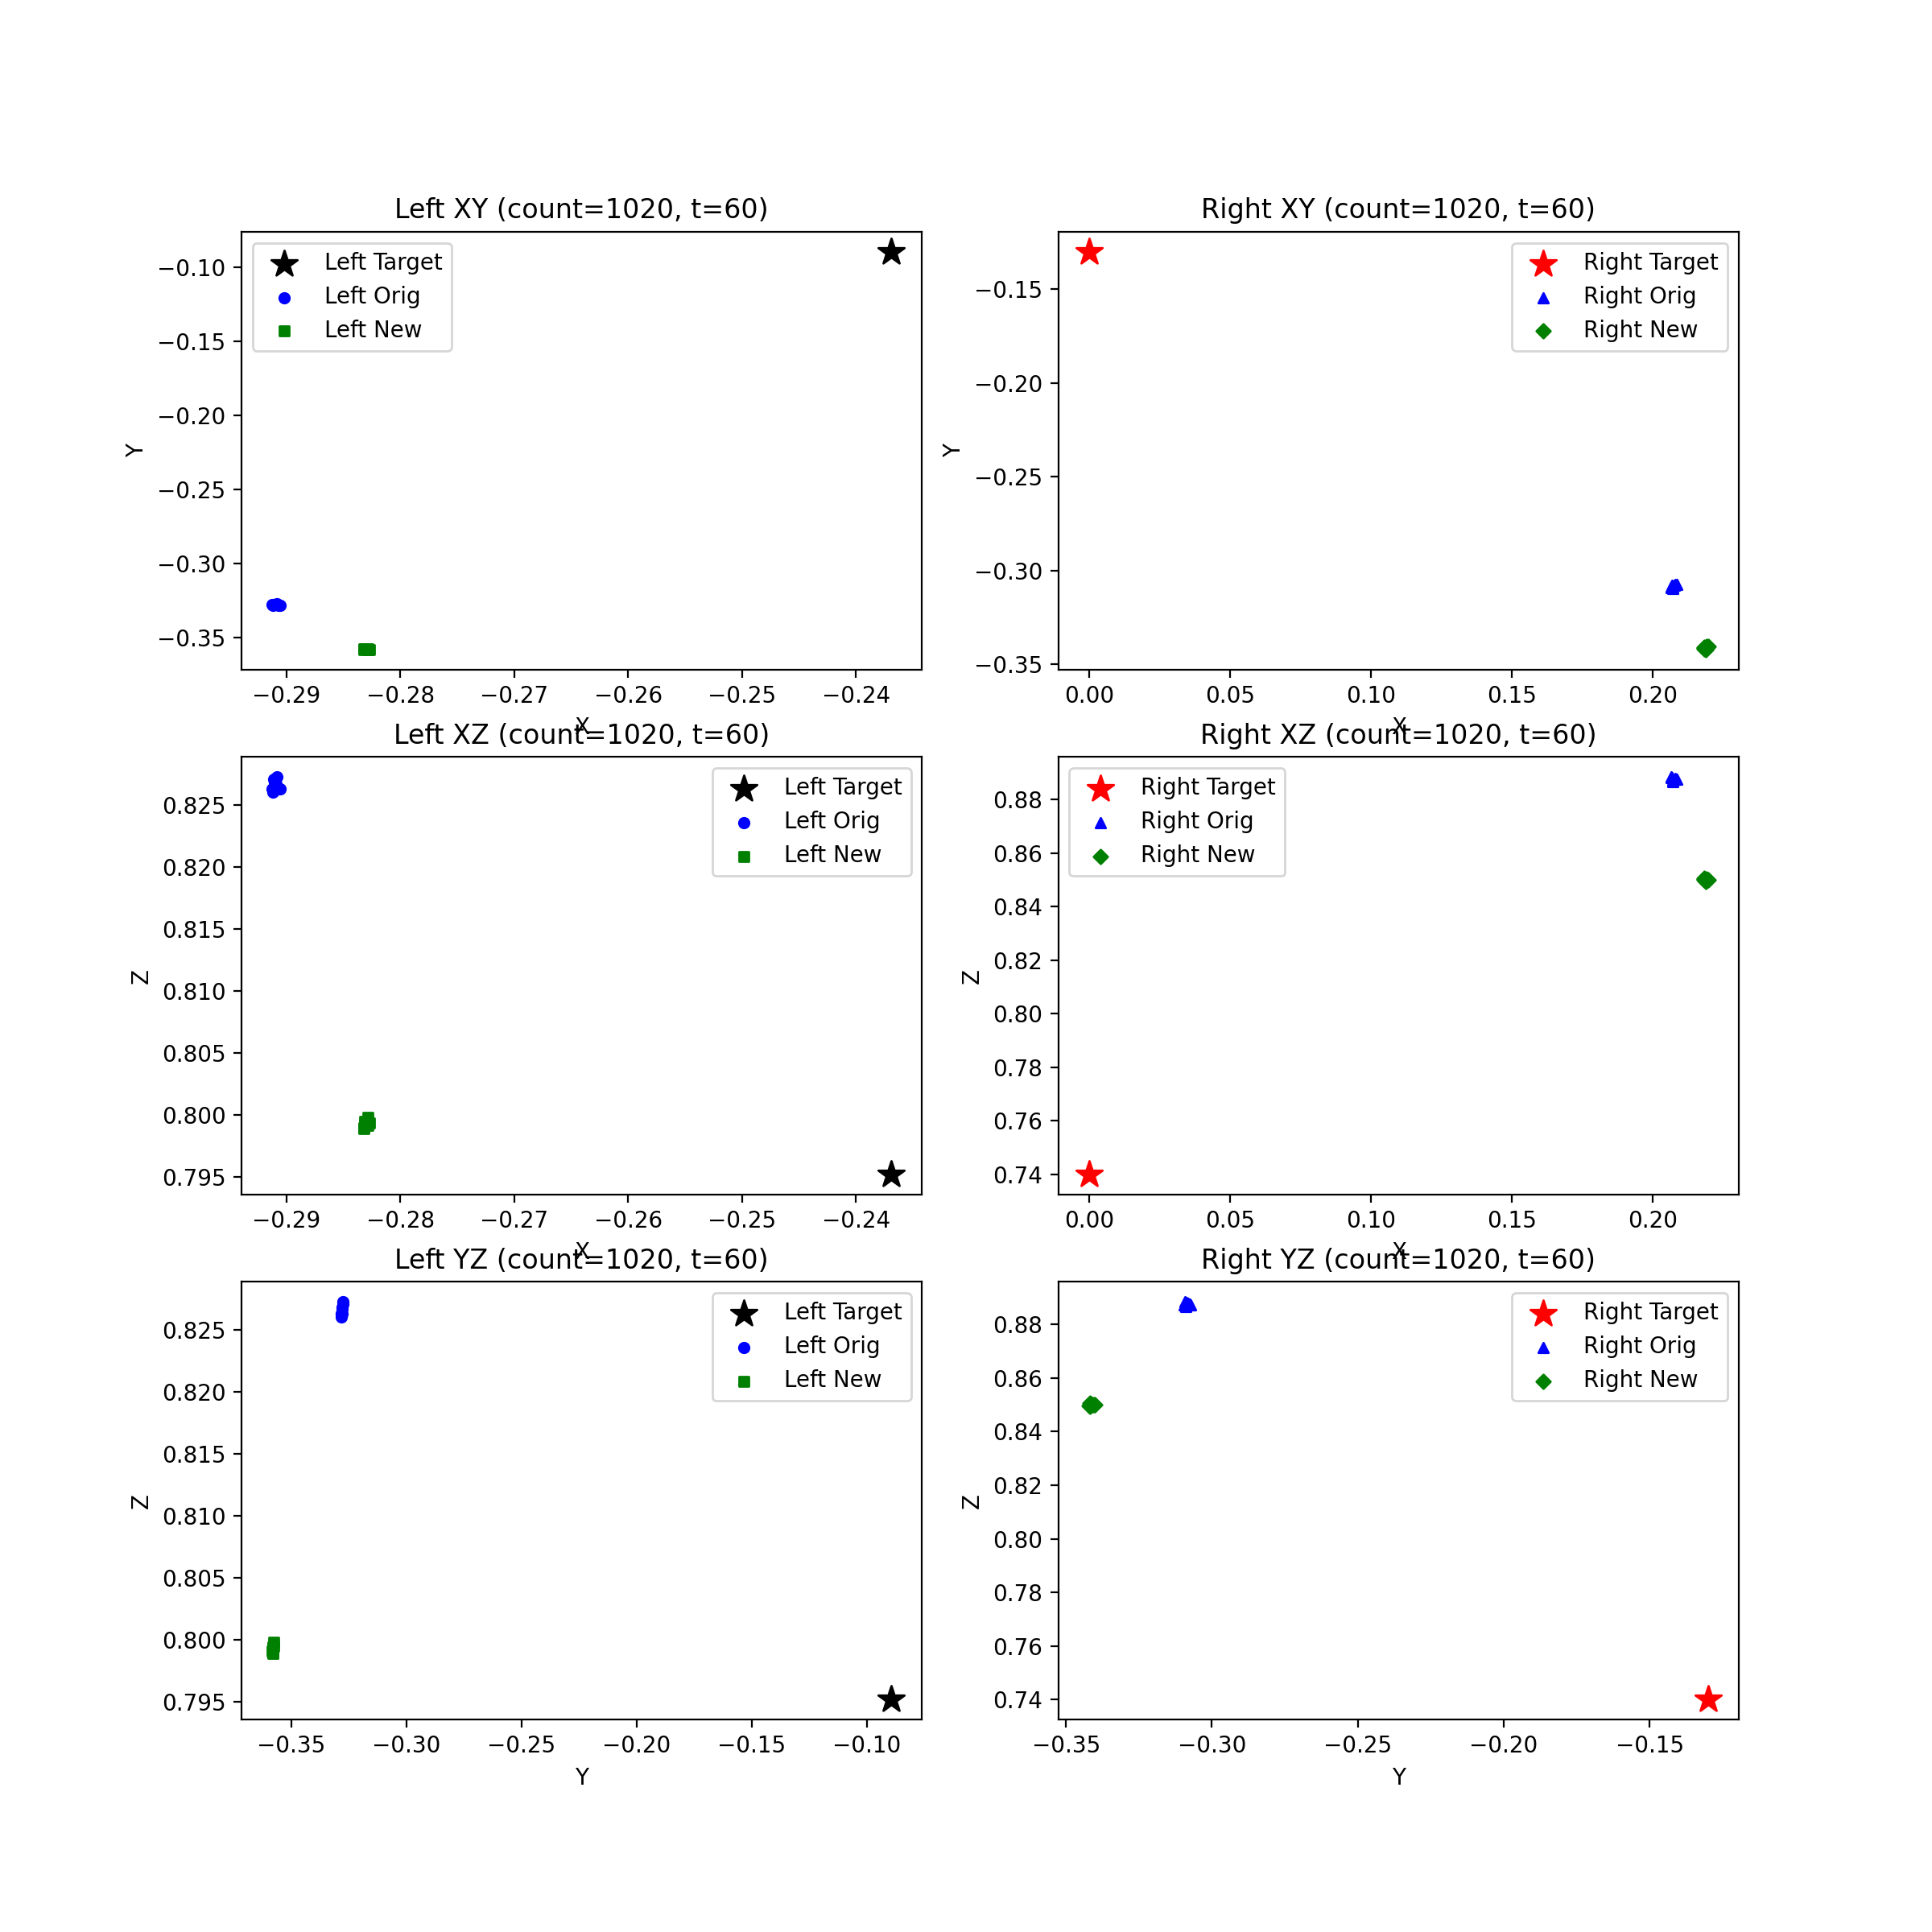 Left XY (count=1020, t=60)
Left Target
Left Orig
Left New
−0.10
−0.15
−0.20
−0.25
−0.30
−0.35
Y
−0.29 −0.28 −0.27 −0.26 −0.25 −0.24
X
Right XY (count=1020, t=60)
Right Target
Right Orig
Right New
−0.15
−0.20
−0.25
−0.30
−0.35
Y
0.00 0.05 0.10 0.15 0.20
X
Left XZ (count=1020, t=60)
Left Target
Left Orig
Left New
0.825
0.820
0.815
0.810
0.805
0.800
0.795
Z
−0.29 −0.28 −0.27 −0.26 −0.25 −0.24
X
Right XZ (count=1020, t=60)
Right Target
Right Orig
Right New
0.88
0.86
0.84
0.82
0.80
0.78
0.76
0.74
Z
0.00 0.05 0.10 0.15 0.20
X
Left YZ (count=1020, t=60)
Left Target
Left Orig
Left New
0.825
0.820
0.815
0.810
0.805
0.800
0.795
Z
−0.35 −0.30 −0.25 −0.20 −0.15 −0.10
Y
Right YZ (count=1020, t=60)
Right Target
Right Orig
Right New
0.88
0.86
0.84
0.82
0.80
0.78
0.76
0.74
Z
−0.35 −0.30 −0.25 −0.20 −0.15
Y